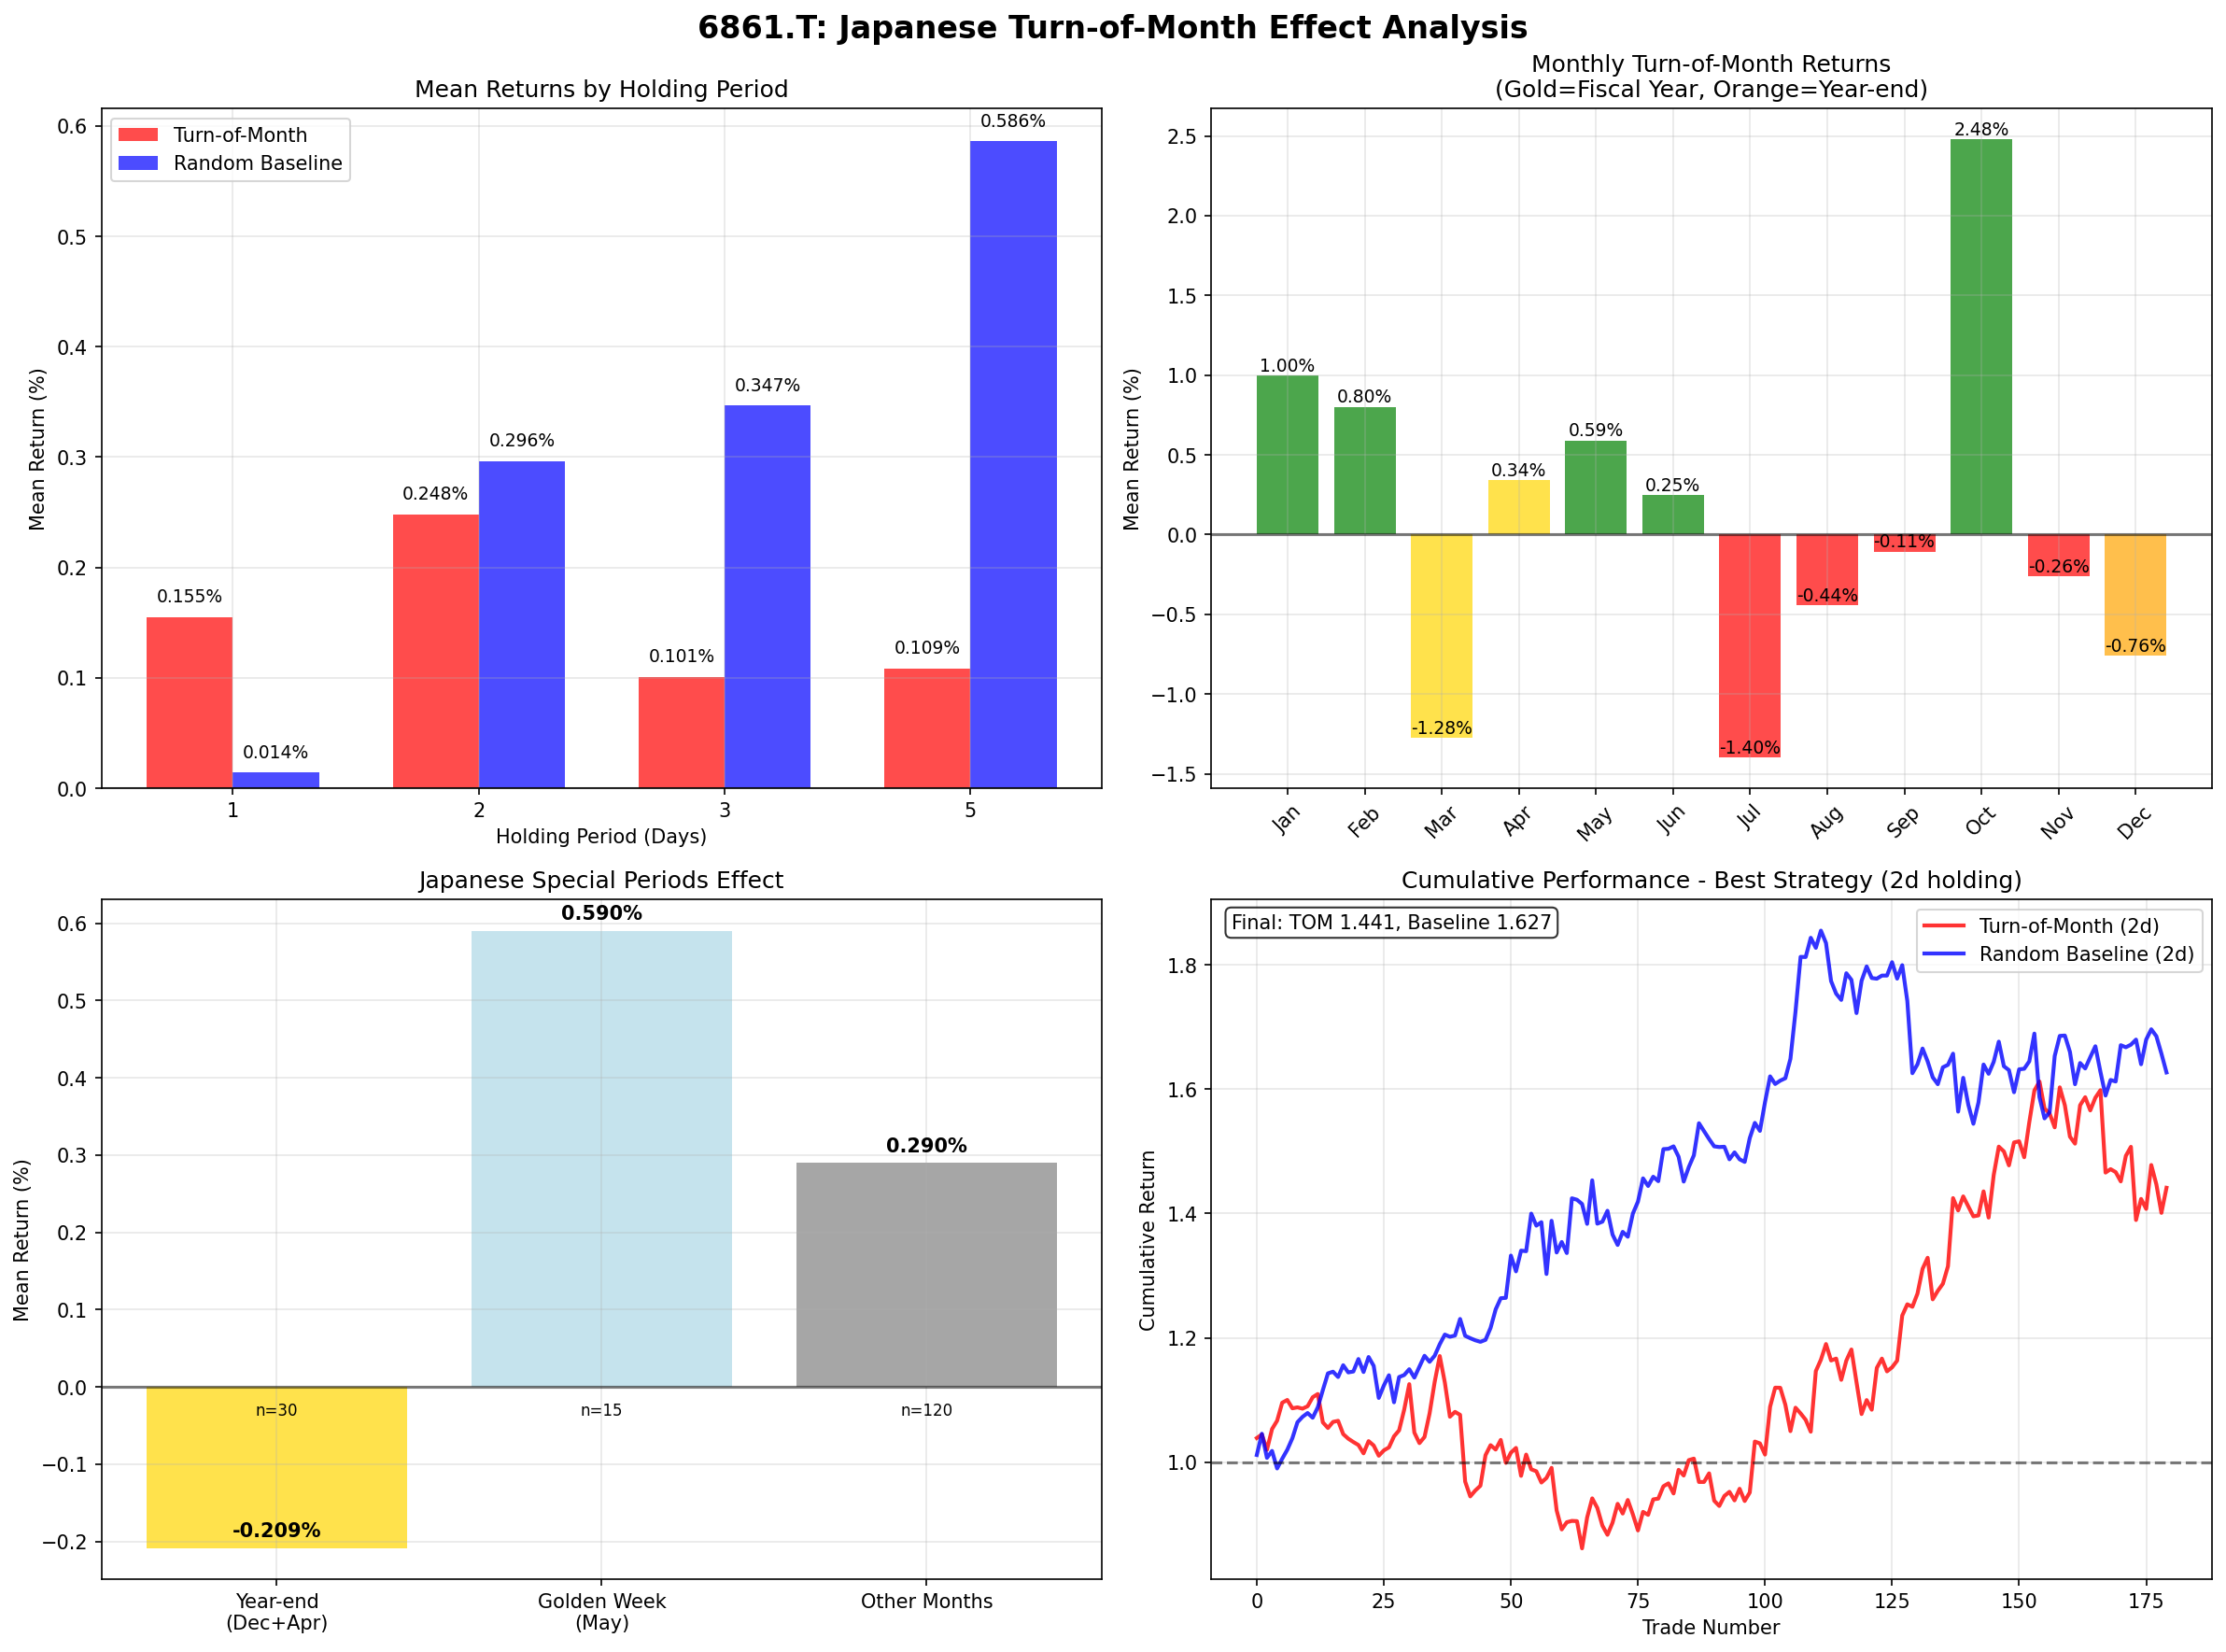 6861.T: Japanese Turn-of-Month Effect Analysis
Mean Returns by Holding Period
Mean Return (%)
0.6
0.5
0.4
0.3
0.2
0.1
0.0
Turn-of-Month
Random Baseline
0.155%
0.014%
0.248%
0.296%
0.101%
0.347%
0.109%
0.586%
1
2
3
5
Holding Period (Days)
Monthly Turn-of-Month Returns
(Gold=Fiscal Year, Orange=Year-end)
Mean Return (%)
2.5
2.0
1.5
1.0
0.5
0.0
−0.5
−1.0
−1.5
1.00%
0.80%
-1.28%
0.34%
0.59%
0.25%
-1.40%
-0.44%
-0.11%
2.48%
-0.26%
-0.76%
Jan
Feb
Mar
Apr
May
Jun
Jul
Aug
Sep
Oct
Nov
Dec
Japanese Special Periods Effect
Mean Return (%)
0.6
0.5
0.4
0.3
0.2
0.1
0.0
−0.1
−0.2
-0.209%
0.590%
0.290%
n=30
n=15
n=120
Year-end
(Dec+Apr)
Golden Week
(May)
Other Months
Cumulative Performance - Best Strategy (2d holding)
Final: TOM 1.441, Baseline 1.627
Turn-of-Month (2d)
Random Baseline (2d)
Cumulative Return
1.8
1.6
1.4
1.2
1.0
0
25
50
75
100
125
150
175
Trade Number